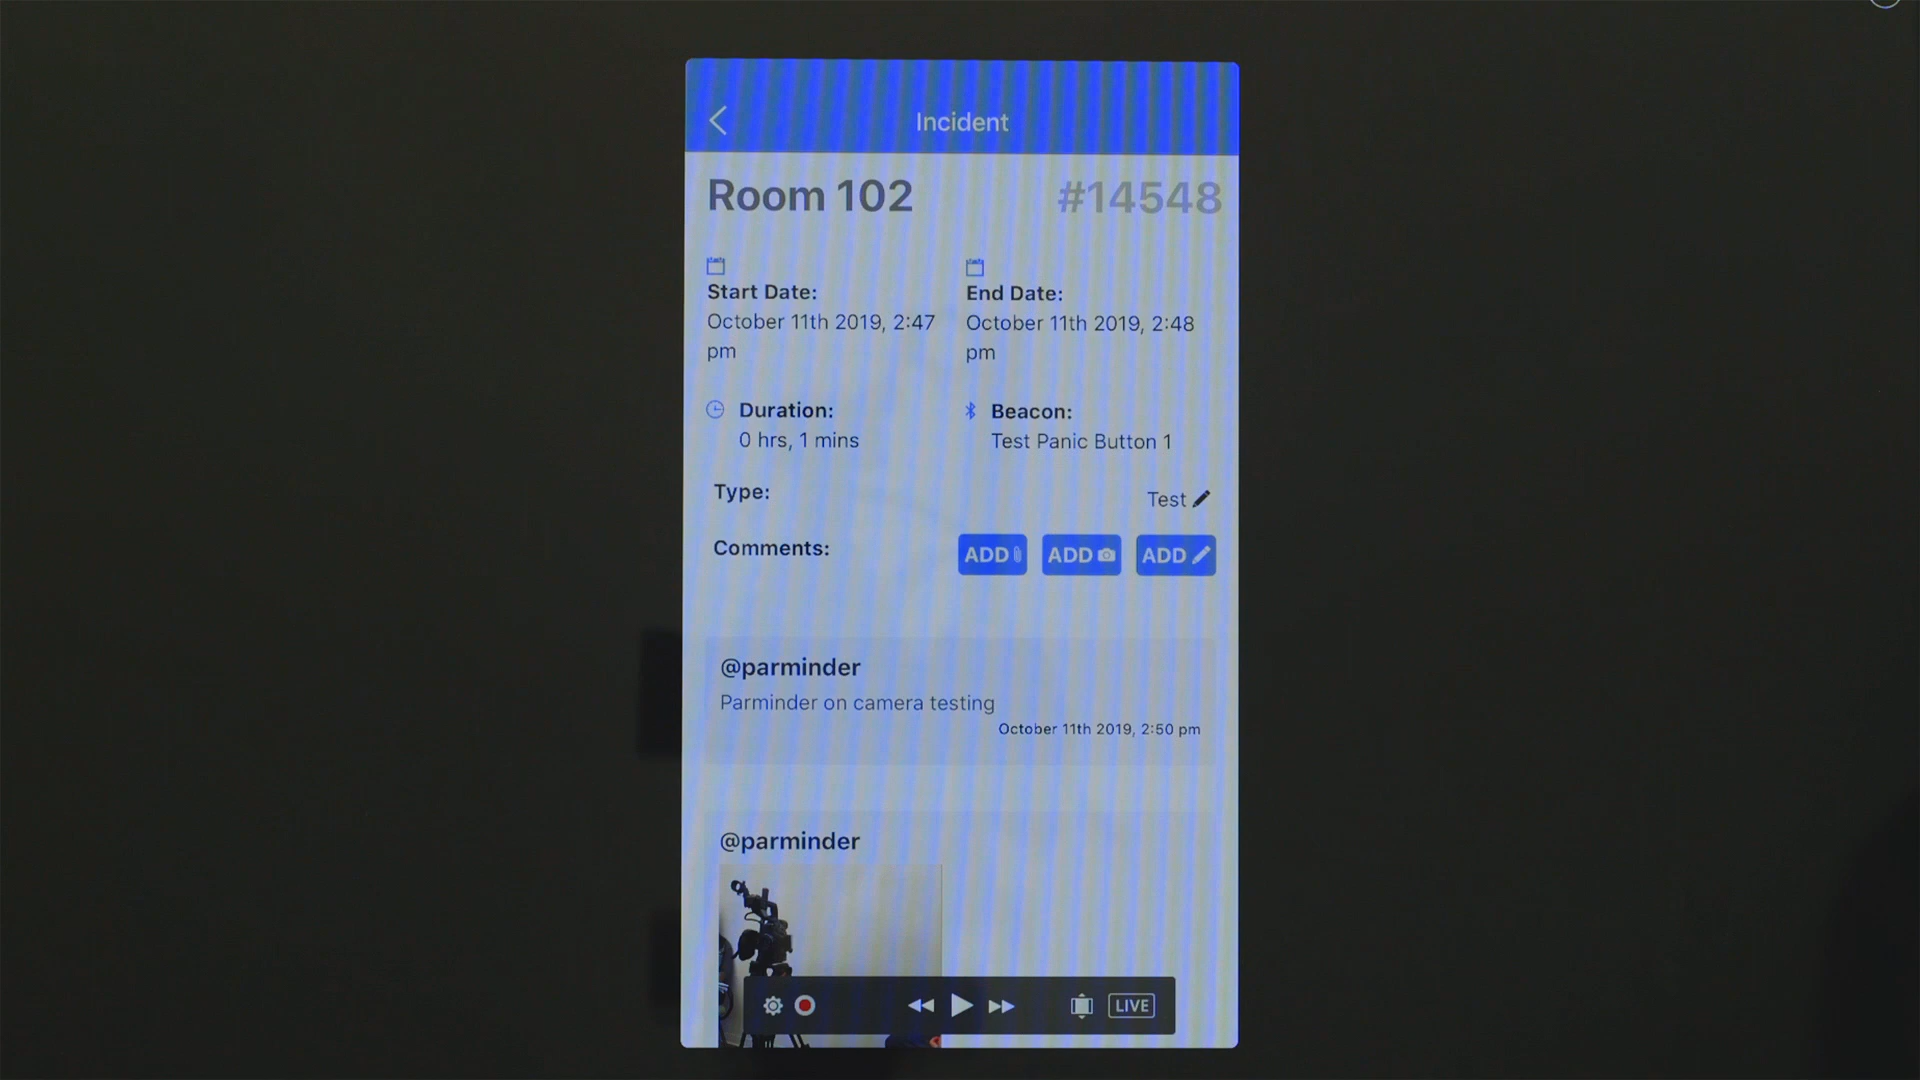 Incident
Room 102
#14548
Start Date:
October 11th 2019, 2:47
pm
End Date:
October 11th 2019, 2:48
pm
Duration:
0 hrs, 1 mins
Beacon:
Test Panic Button 1
Type:
Test
Comments:
ADD
ADD
ADD
@parminder
Parminder on camera testing
October 11th 2019, 2:50 pm
@parminder
LIVE